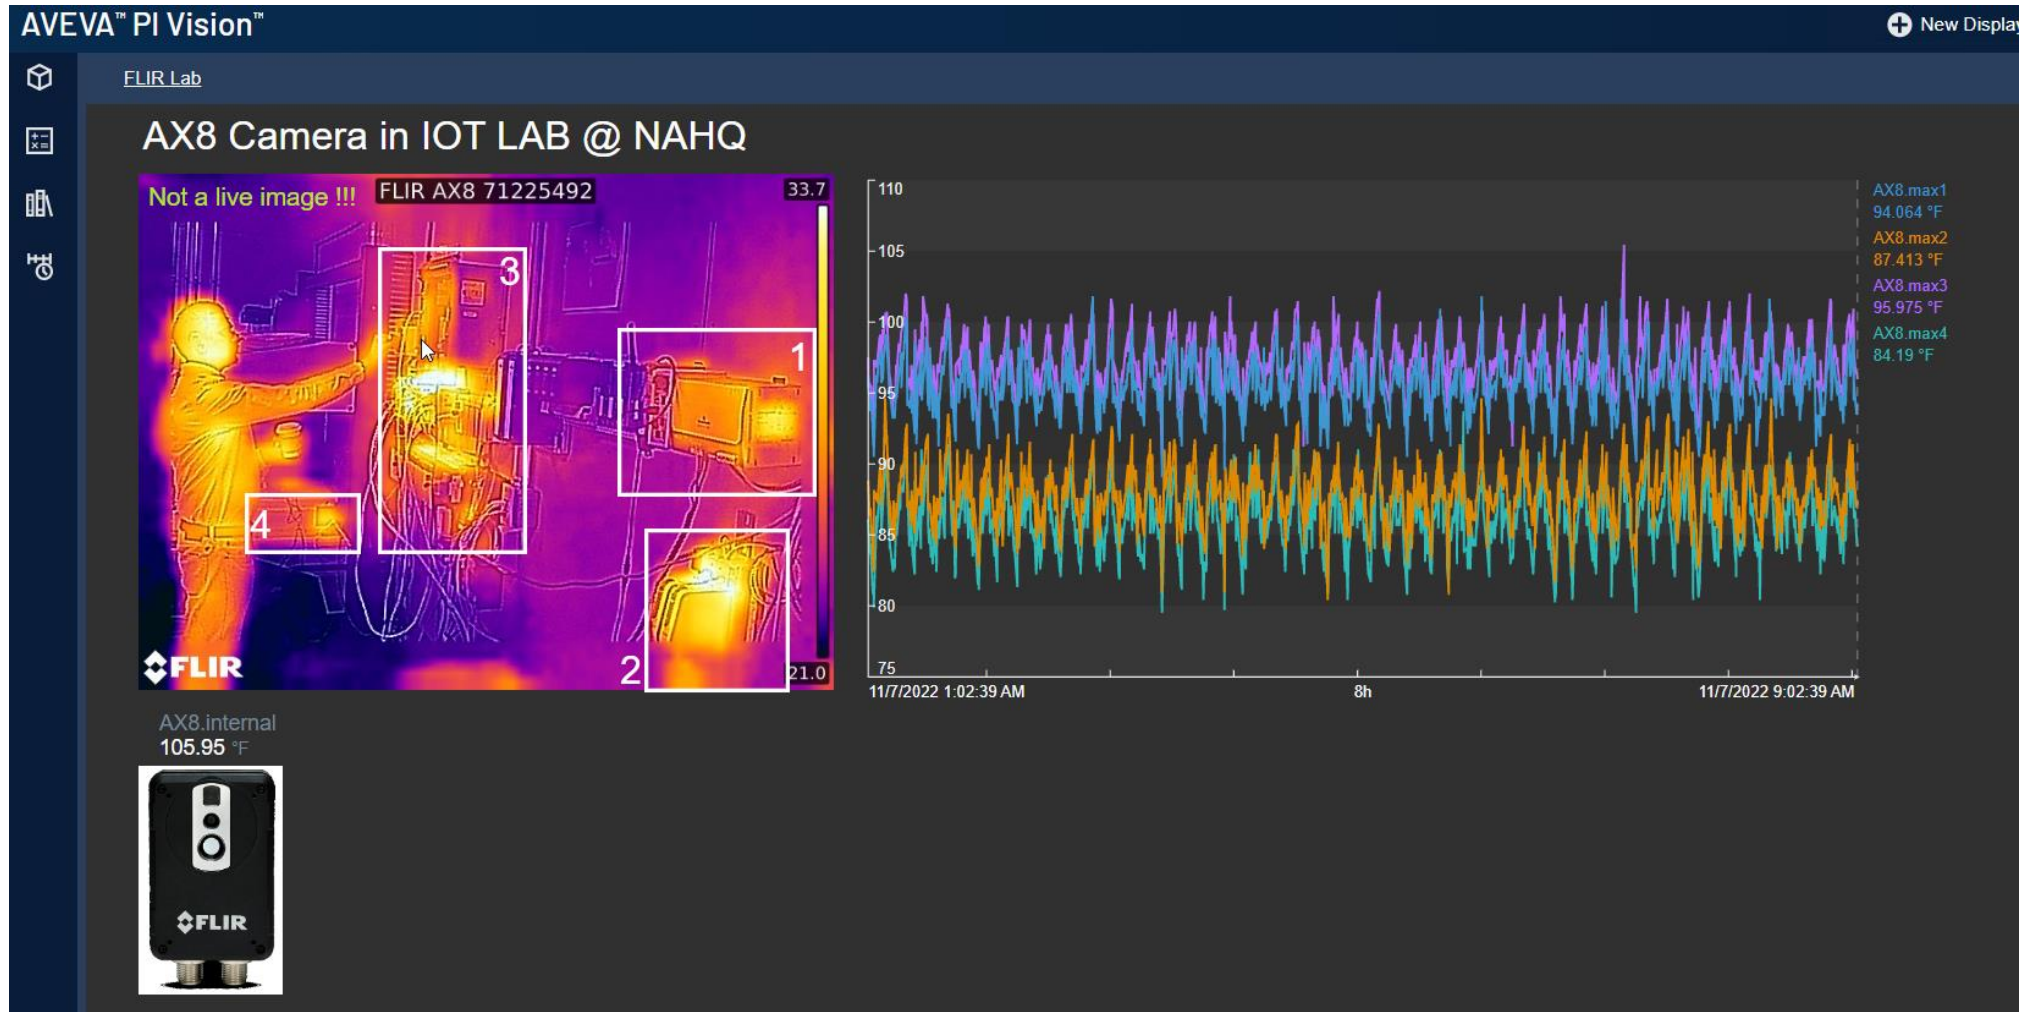 AVEVA™ PI Vision™
New Display
FLIR Lab
AX8 Camera in IOT LAB @ NAHQ
Not a live image !!!
FLIR AX8 71225492
33.7
3
1
4
2
21.0
FLIR
110
105
100
95
90
85
80
75
11/7/2022 1:02:39 AM
8h
11/7/2022 9:02:39 AM
AX8.max1
94.064 °F
AX8.max2
87.413 °F
AX8.max3
95.975 °F
AX8.max4
84.19 °F
AX8.internal
105.95 °F
FLIR